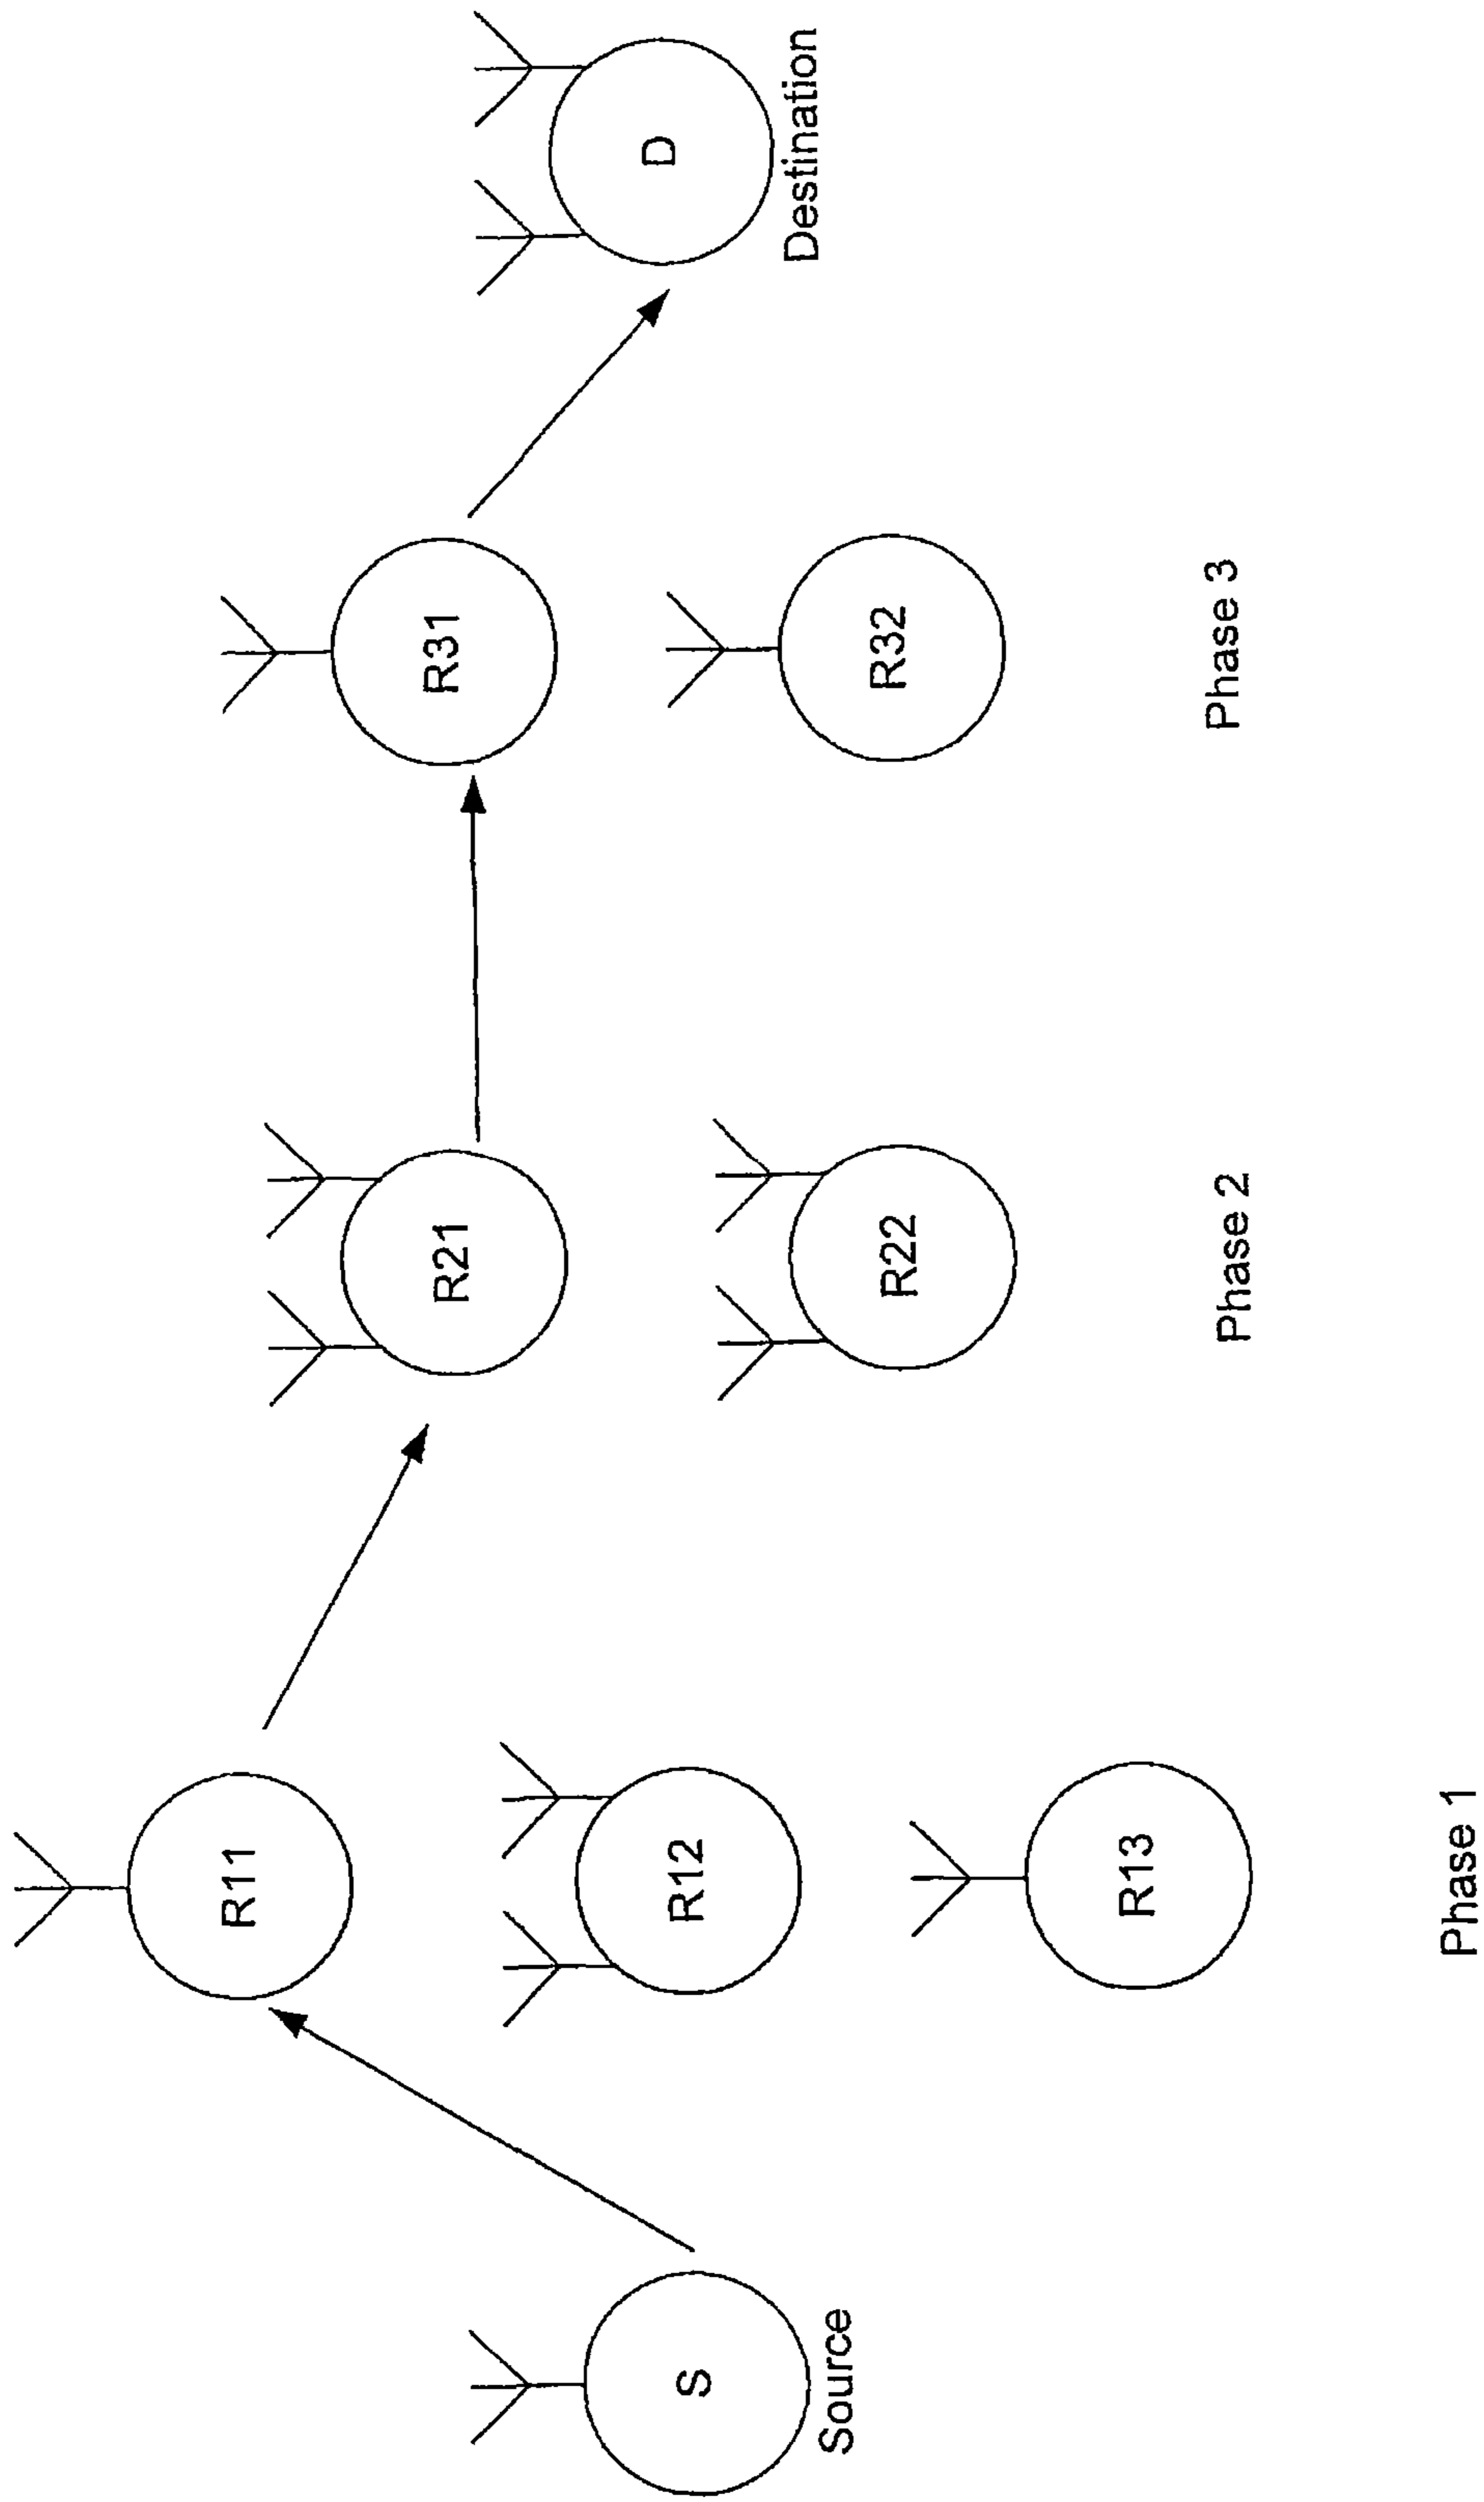 S
Source
R11
R12
R13
Phase 1
R21
R22
Phase 2
R31
R32
Phase 3
D
Destination